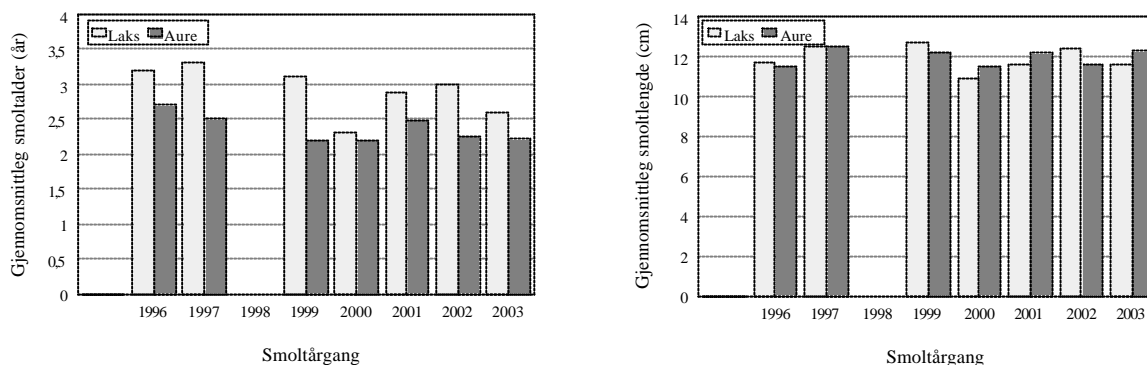 Gjennomsnittleg smoltalder (år)
Laks Aure
4
3,5
3
2,5
2
1,5
1
0,5
0
1996 1997 1998 1999 2000 2001 2002 2003
Smoltårgang
Gjennomsnittleg smoltlengde (cm)
Laks Aure
14
12
10
8
6
4
2
0
1996 1997 1998 1999 2000 2001 2002 2003
Smoltårgang